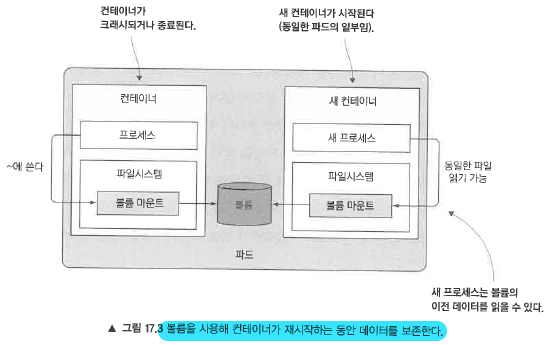 컨테이너가
크래시되거나 종료된다.
새 컨테이너가 시작된다
(동일한 파드의 일부임).
컨테이너
새 컨테이너
프로세스
새 프로세스
~에 쓴다
파일시스템
볼륨 마운트
볼륨
파일시스템
볼륨 마운트
동일한 파일
읽기 가능
파드
새 프로세스는 볼륨의
이전 데이터를 읽을 수 있다.
▲ 그림 17.3 볼륨을 사용해 컨테이너가 재시작하는 동안 데이터를 보존한다.